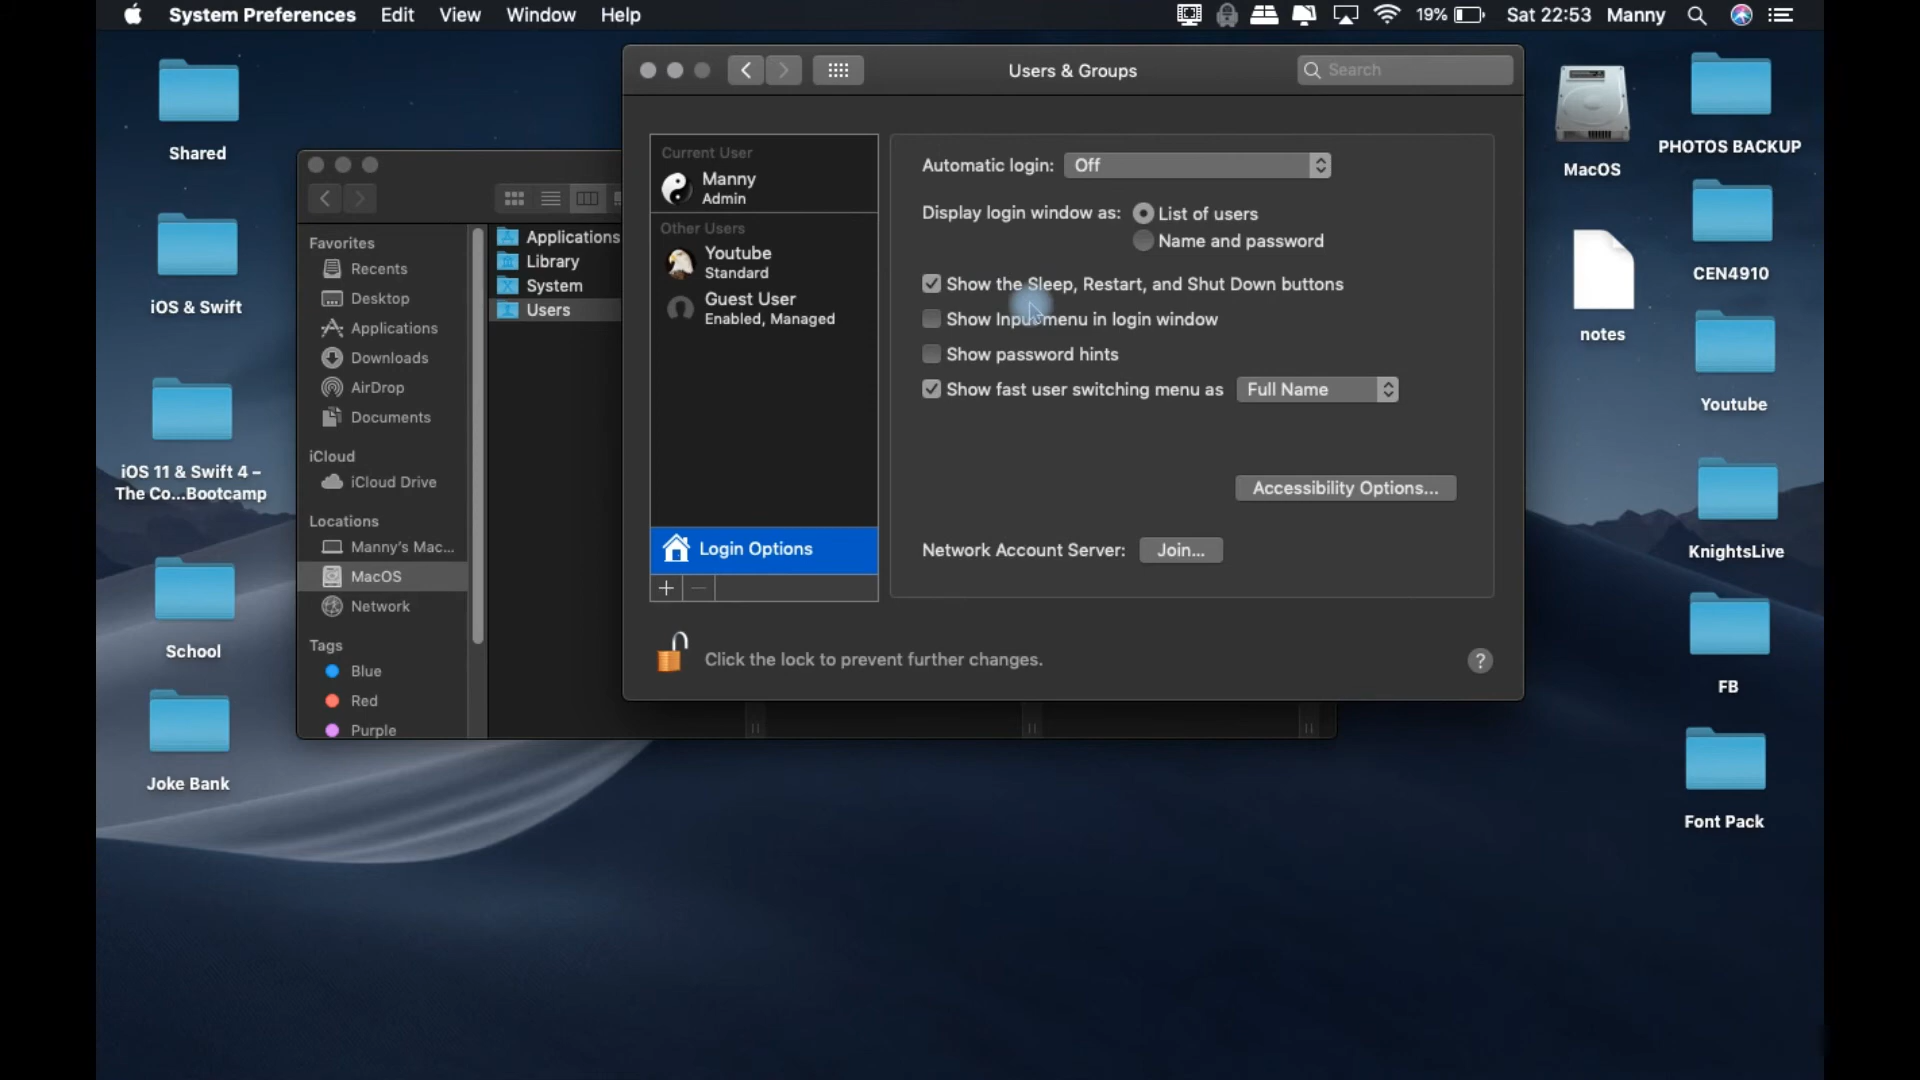 System Preferences Edit View Window Help
19% Sat 22:53 Manny
Shared
iOS & Swift
iOS 11 & Swift 4 –
The Co...Bootcamp
School
Joke Bank
Favorites
Recents
Desktop
Applications
Downloads
AirDrop
Documents
iCloud
iCloud Drive
Locations
Manny's Mac...
MacOS
Network
Tags
Blue
Red
Purple
Applications
Library
System
Users
Users & Groups
Search
Current User
Manny
Admin
Other Users
Youtube
Standard
Guest User
Enabled, Managed
Login Options
Automatic login: Off
Display login window as: List of users
Name and password
Show the Sleep, Restart, and Shut Down buttons
Show Input menu in login window
Show password hints
Show fast user switching menu as Full Name
Accessibility Options...
Network Account Server: Join...
Click the lock to prevent further changes.
?
MacOS
notes
PHOTOS BACKUP
CEN4910
Youtube
KnightsLive
FB
Font Pack